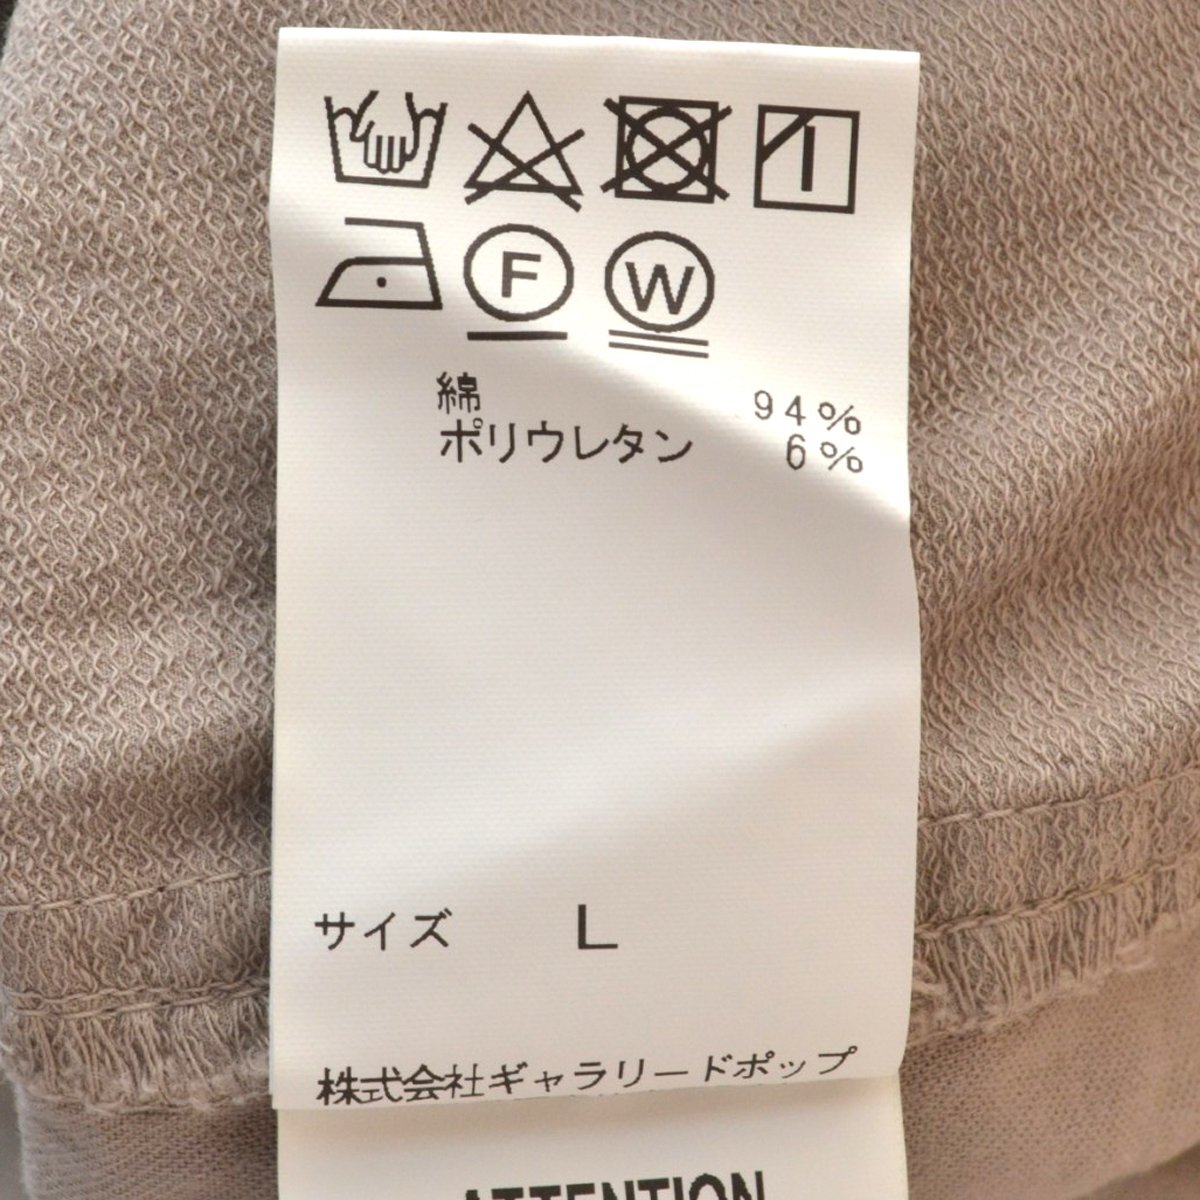 F W
綿 94%
ポリウレタン 6%
サイズ L
株式会社ギャラリードポップ
ATTENTION